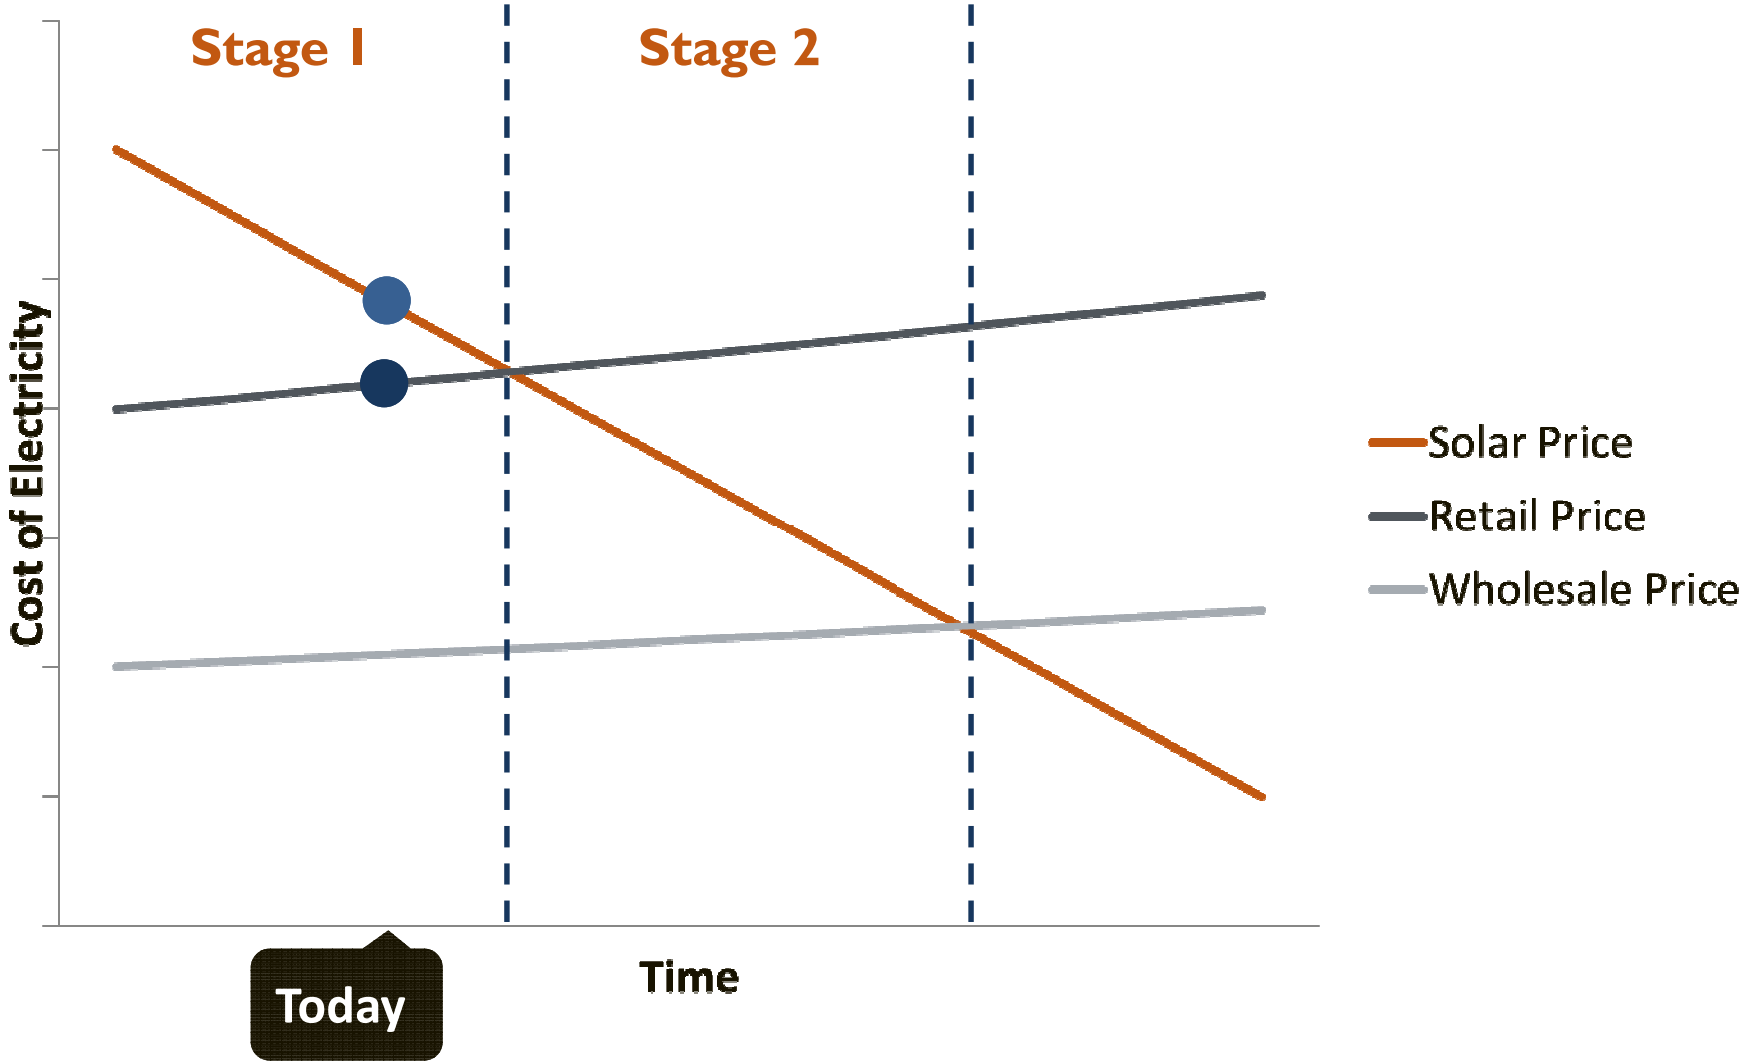 Stage 1
Stage 2
Cost of Electricity
Solar Price
Retail Price
Wholesale Price
Time
Today